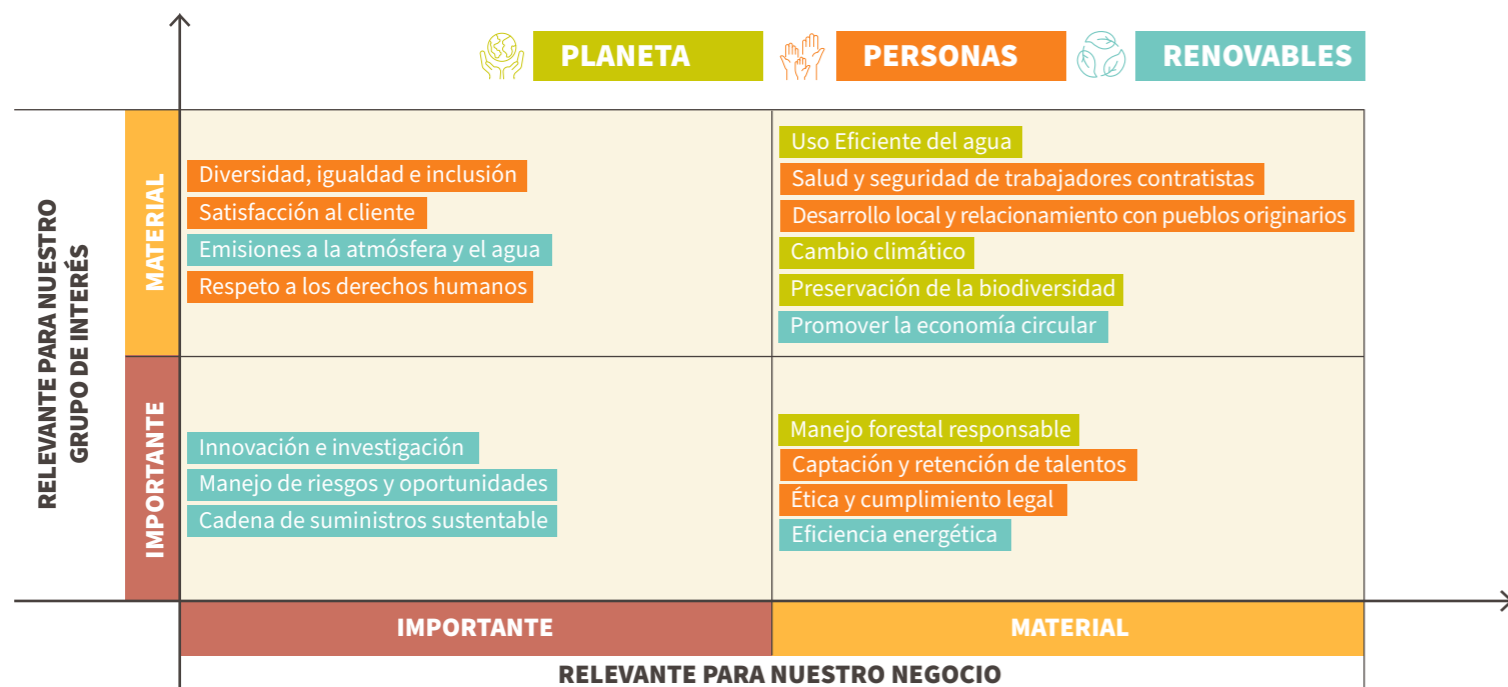 PLANETA
PERSONAS
RENOVABLES
RELEVANTE PARA NUESTRO
GRUPO DE INTERÉS
MATERIAL
Diversidad, igualdad e inclusión
Satisfacción al cliente
Emisiones a la atmósfera y el agua
Respeto a los derechos humanos
Uso Eficiente del agua
Salud y seguridad de trabajadores contratistas
Desarrollo local y relacionamiento con pueblos originarios
Cambio climático
Preservación de la biodiversidad
Promover la economía circular
IMPORTANTE
Innovación e investigación
Manejo de riesgos y oportunidades
Cadena de suministros sustentable
Manejo forestal responsable
Captación y retención de talentos
Ética y cumplimiento legal
Eficiencia energética
IMPORTANTE
MATERIAL
RELEVANTE PARA NUESTRO NEGOCIO